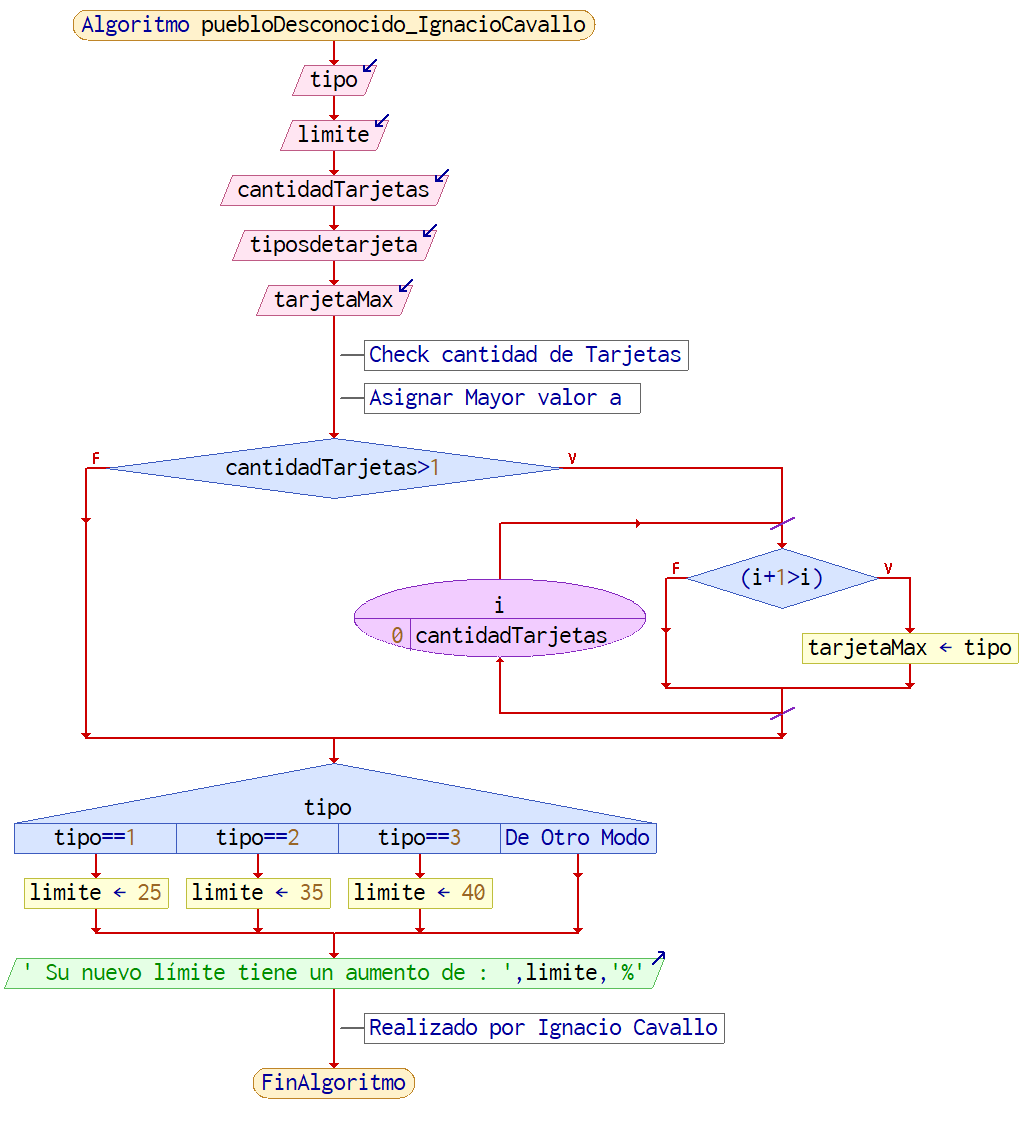 Algoritmo puebloDesconocido_IgnacioCavallo
tipo
limite
cantidadTarjetas
tiposdetarjeta
tarjetaMax
Check cantidad de Tarjetas
Asignar Mayor valor a
F
cantidadTarjetas>1
V
F
(i+1>i)
V
i
0 cantidadTarjetas
tarjetaMax ← tipo
tipo
tipo==1 tipo==2 tipo==3 De Otro Modo
limite ← 25 limite ← 35 limite ← 40
' Su nuevo límite tiene un aumento de : ',limite,'%'
Realizado por Ignacio Cavallo
FinAlgoritmo